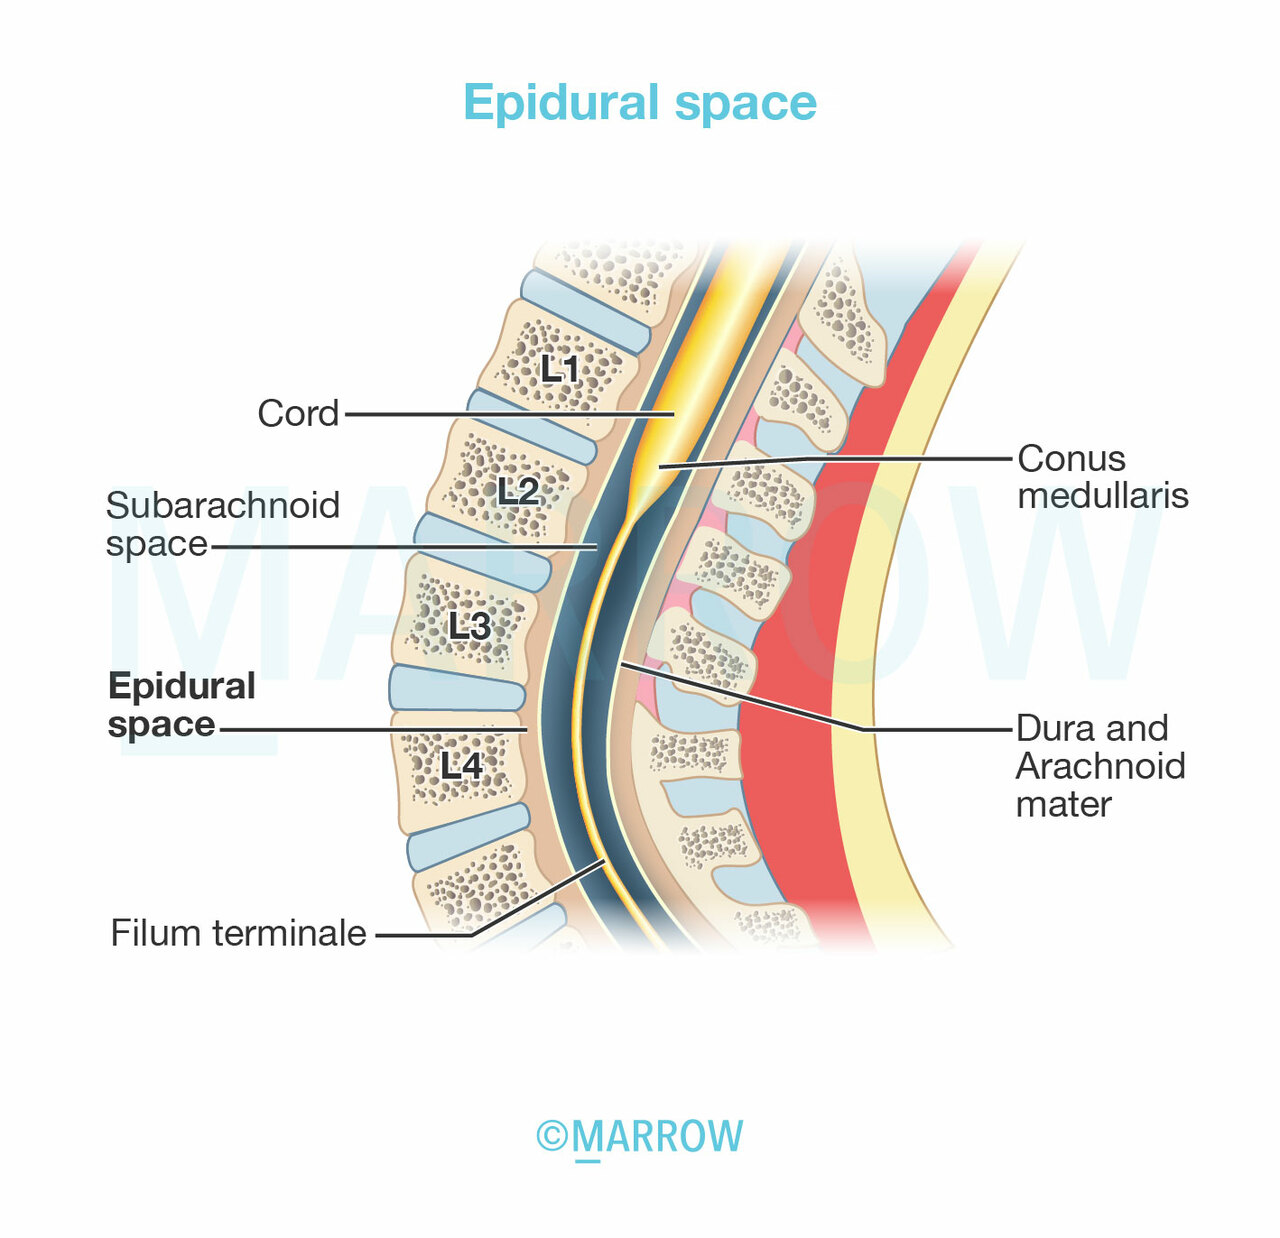 Epidural space
L1
Cord
Conus
medullaris
L2
Subarachnoid
space
L3
Epidural
space
Dura and
Arachnoid
mater
L4
Filum terminale
MARROW
©MARROW